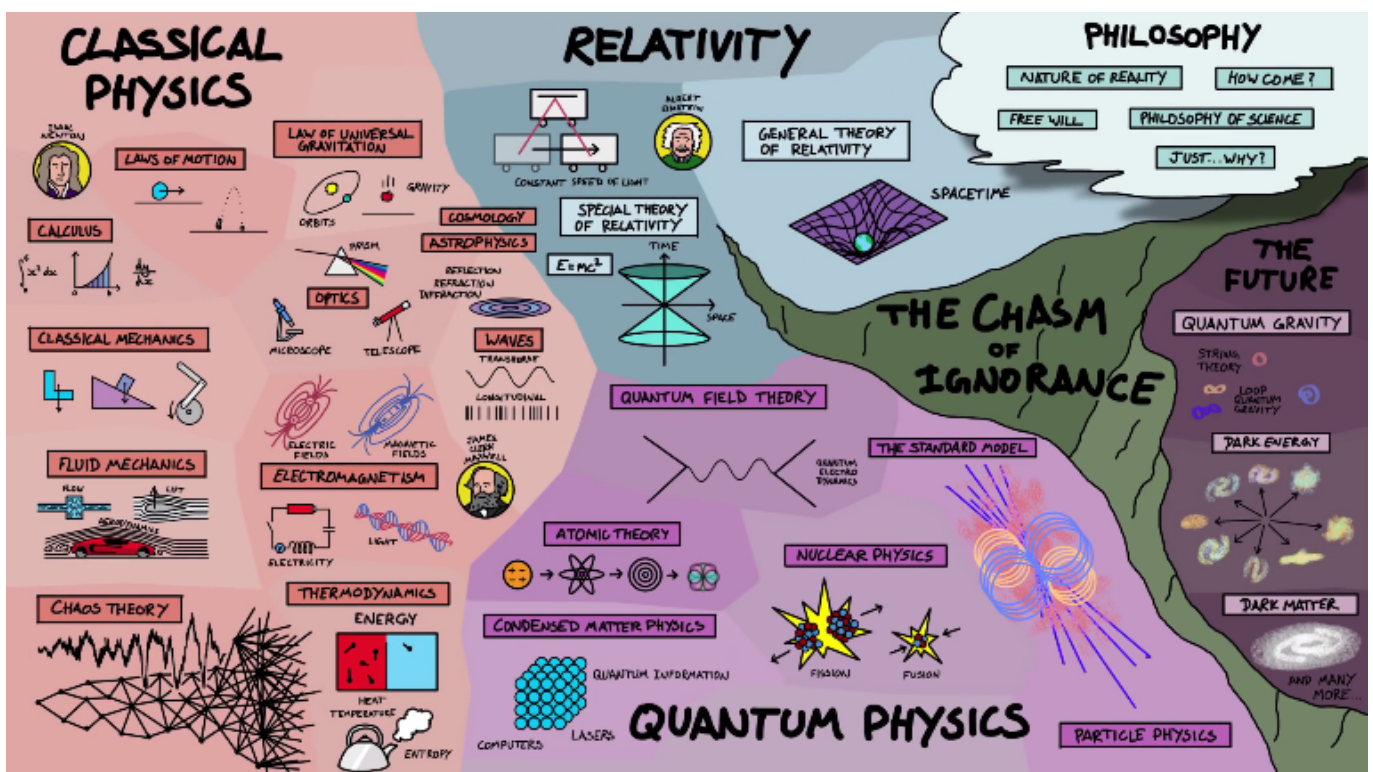 CLASSICAL
PHYSICS
ISAAC
NEWTON
LAWS OF MOTION
LAW OF UNIVERSAL
GRAVITATION
ORBITS
GRAVITY
CALCULUS
∫ x² dx
a
b
dy/dx
COSMOLOGY
ASTROPHYSICS
PRISM
OPTICS
MICROSCOPE
TELESCOPE
REFLECTION
REFRACTION
DIFFRACTION
WAVES
TRANSVERSE
LONGITUDINAL
CLASSICAL MECHANICS
ELECTRIC
FIELDS
MAGNETIC
FIELDS
JAMES
CLERK
MAXWELL
FLUID MECHANICS
FLOW
LIFT
AERODYNAMICS
ELECTROMAGNETISM
ELECTRICITY
LIGHT
CHAOS THEORY
THERMODYNAMICS
ENERGY
HEAT
TEMPERATURE
ENTROPY
RELATIVITY
CONSTANT SPEED OF LIGHT
ALBERT
EINSTEIN
GENERAL THEORY
OF RELATIVITY
SPACETIME
SPECIAL THEORY
OF RELATIVITY
E=mc²
TIME
SPACE
PHILOSOPHY
NATURE OF REALITY
HOW COME?
FREE WILL
PHILOSOPHY OF SCIENCE
JUST...WHY?
THE CHASM
OF
IGNORANCE
THE
FUTURE
QUANTUM GRAVITY
STRING
THEORY
LOOP
QUANTUM
GRAVITY
DARK ENERGY
DARK MATTER
AND MANY
MORE...
QUANTUM FIELD THEORY
QUANTUM
ELECTRO
DYNAMICS
THE STANDARD MODEL
ATOMIC THEORY
NUCLEAR PHYSICS
FISSION
FUSION
CONDENSED MATTER PHYSICS
QUANTUM INFORMATION
LASERS
COMPUTERS
QUANTUM PHYSICS
PARTICLE PHYSICS